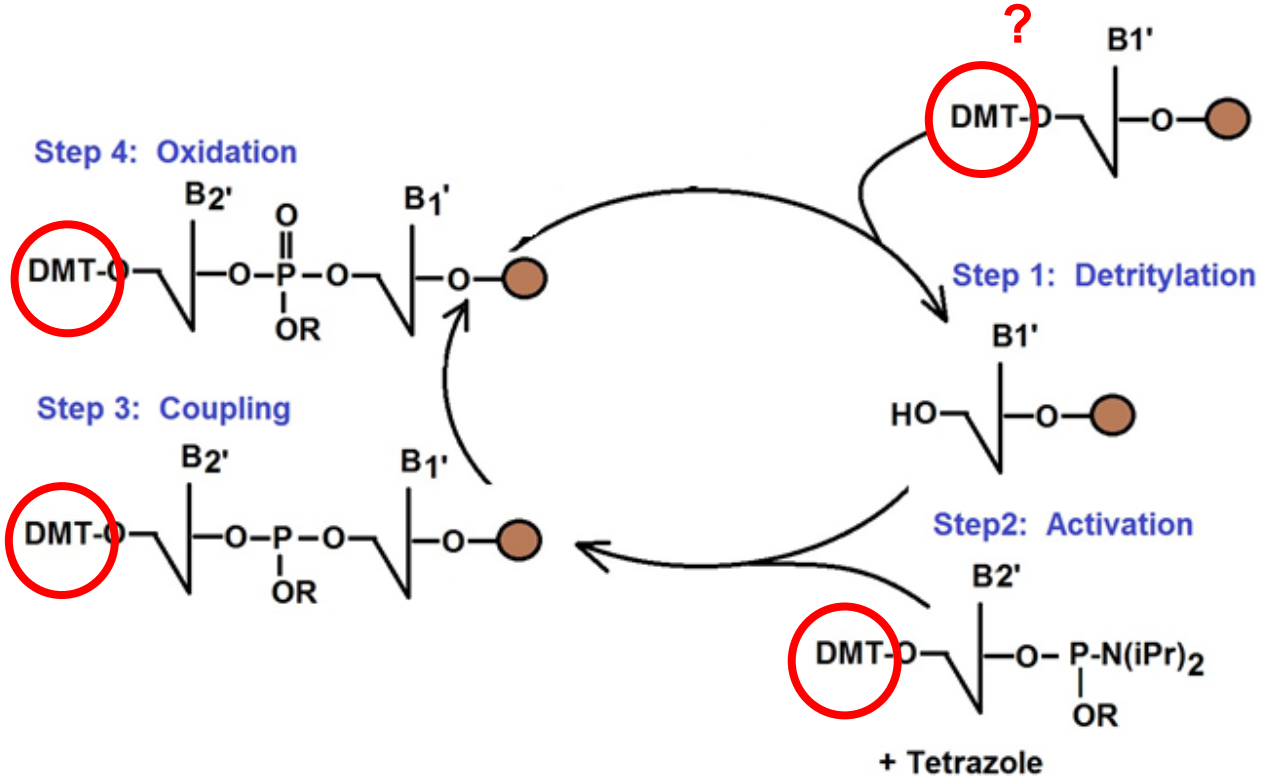 ?
B1'
DMT-O
O
Step 4: Oxidation
B2'
B1'
O
DMT-O
O
P
O
O
OR
Step 1: Detritylation
B1'
HO
O
Step 3: Coupling
B2'
B1'
DMT-O
O
P
O
O
OR
Step2: Activation
B2'
DMT-O
O
P-N(iPr)2
OR
+ Tetrazole